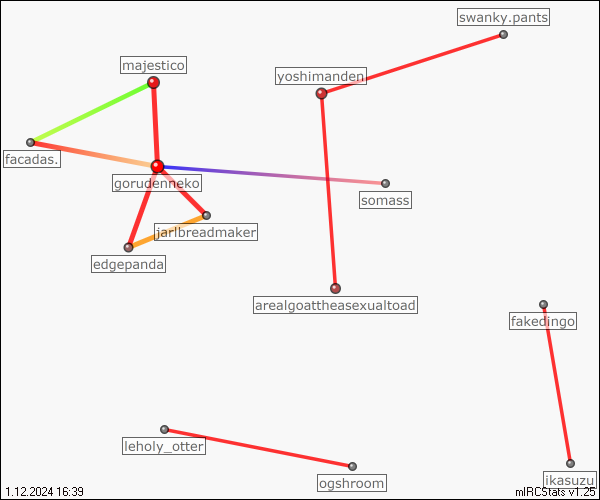 swanky.pants
majestico
yoshimanden
facadas.
gorudenneko
somass
jarlbreadmaker
edgepanda
arealgoattheasexualtoad
fakedingo
leholy_otter
ogshroom
ikasuzu
1.12.2024 16:39
mIRCStats v1.25